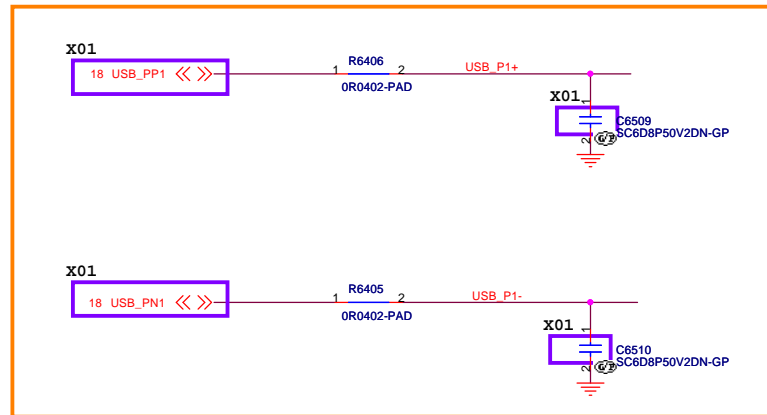 X01
18 USB_PP1
R6406
1 2
0R0402-PAD
USB_P1+
X01
1
2
C6509
SC6D8P50V2DN-GP
G/F
X01
18 USB_PN1
R6405
1 2
0R0402-PAD
USB_P1-
X01
1
2
C6510
SC6D8P50V2DN-GP
G/F